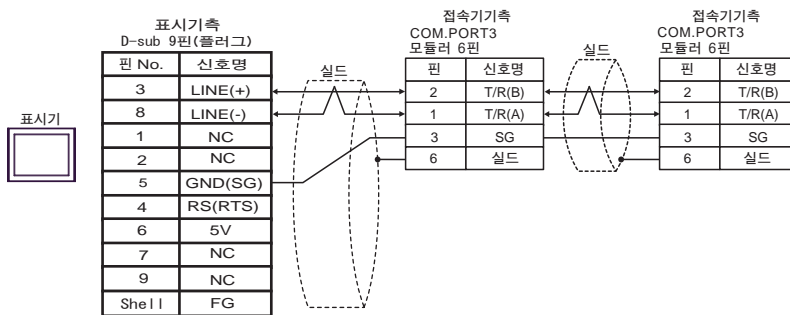 표시기
표시기측
D-sub 9핀(플러그)
핀 No. 신호명
3 LINE(+)
8 LINE(-)
1 NC
2 NC
5 GND(SG)
4 RS(RTS)
6 5V
7 NC
9 NC
Shell FG
실드
접속기기측
COM.PORT3
모듈러 6핀
핀 신호명
2 T/R(B)
1 T/R(A)
3 SG
6 실드
실드
접속기기측
COM.PORT3
모듈러 6핀
핀 신호명
2 T/R(B)
1 T/R(A)
3 SG
6 실드